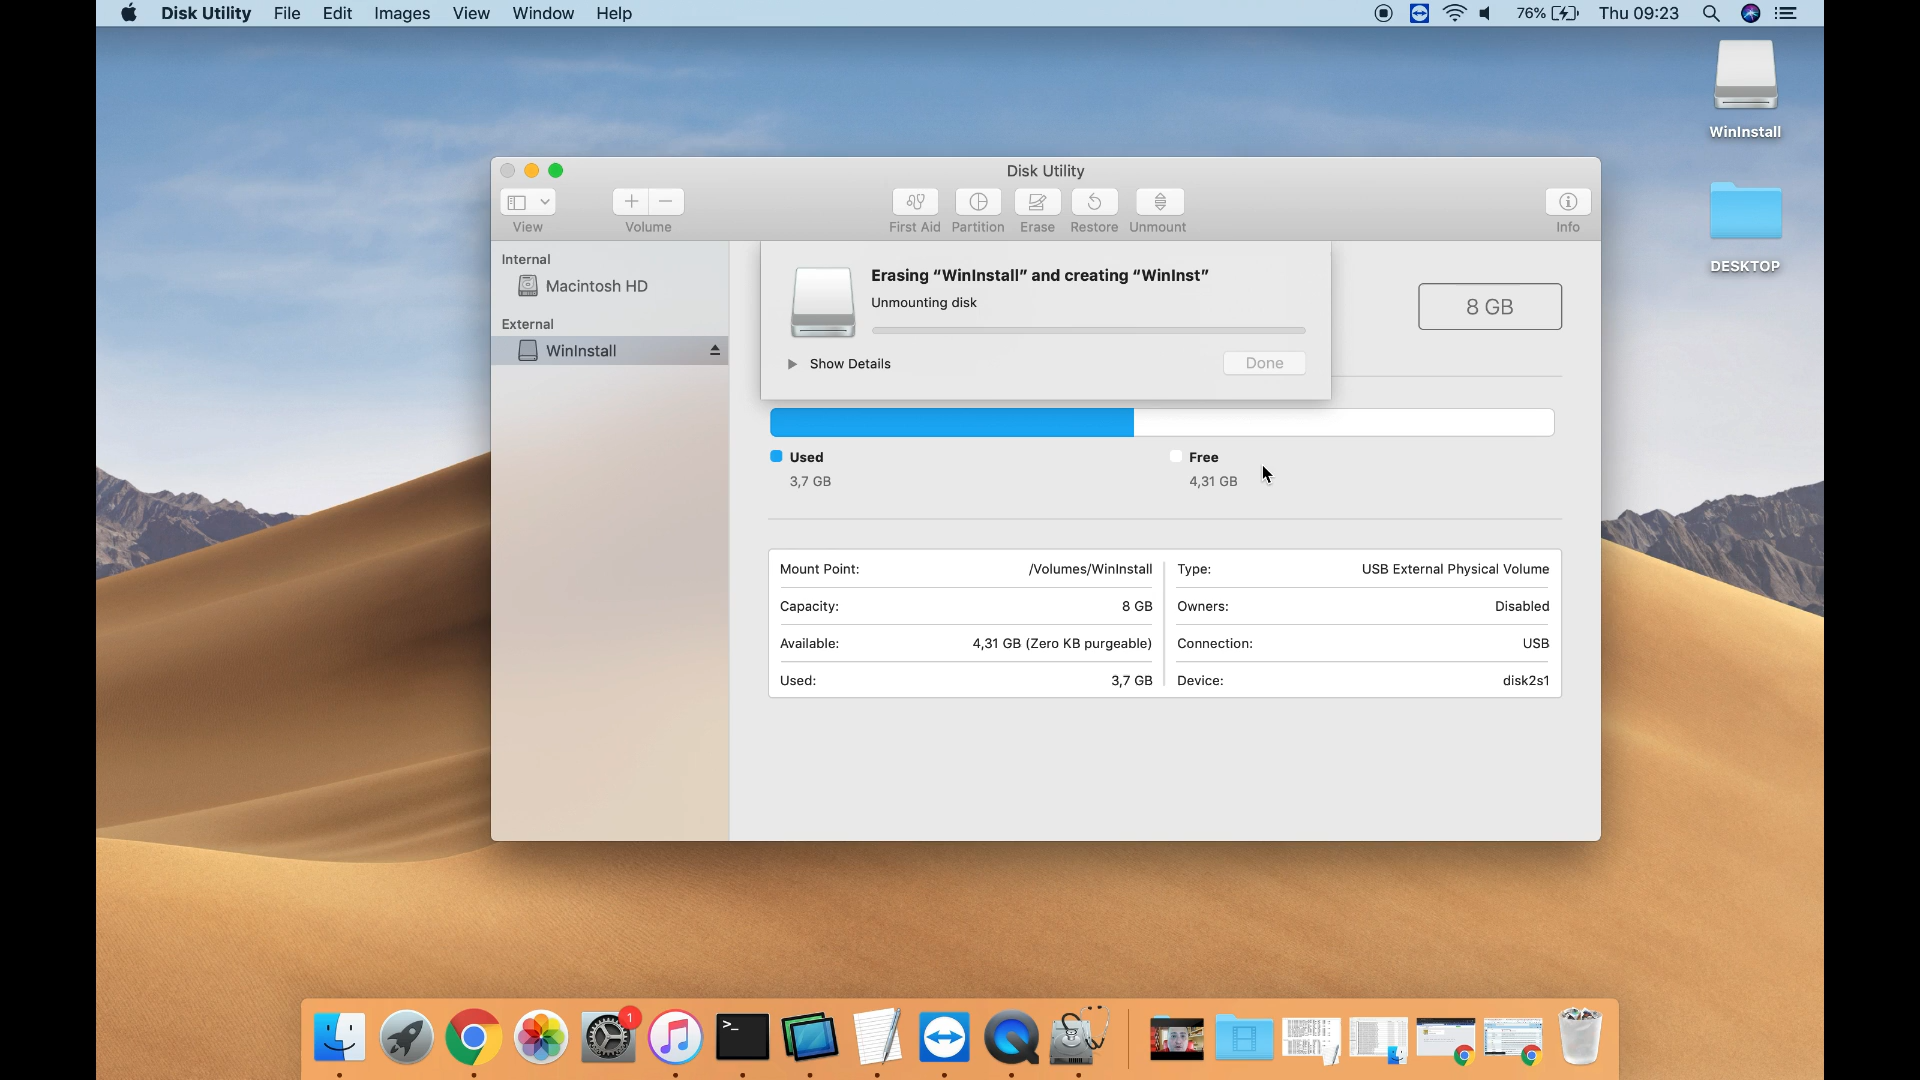 Disk Utility File Edit Images View Window Help 76% Thu 09:23
WinInstall
DESKTOP
Disk Utility
View Volume First Aid Partition Erase Restore Unmount Info
Internal
Macintosh HD
External
WinInstall
Erasing “WinInstall” and creating “WinInst”
Unmounting disk
Show Details Done
8 GB
Used Free
3,7 GB 4,31 GB
Mount Point: /Volumes/WinInstall Type: USB External Physical Volume
Capacity: 8 GB Owners: Disabled
Available: 4,31 GB (Zero KB purgeable) Connection: USB
Used: 3,7 GB Device: disk2s1
1
>_